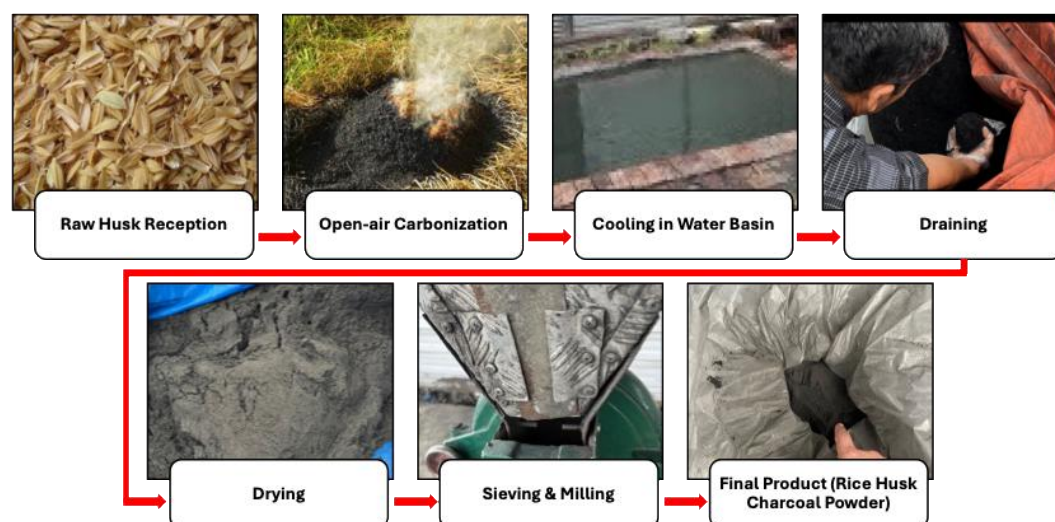 Raw Husk Reception
Open-air Carbonization
Cooling in Water Basin
Draining
Drying
Sieving & Milling
Final Product (Rice Husk
Charcoal Powder)